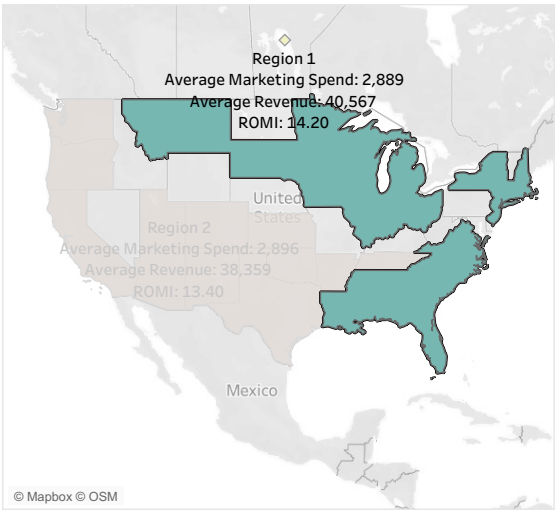 Region 1
Average Marketing Spend: 2,889
Average Revenue: 40,567
ROMI: 14.20
United
States
Region 2
Average Marketing Spend: 2,896
Average Revenue: 38,359
ROMI: 13.40
Mexico
© Mapbox © OSM